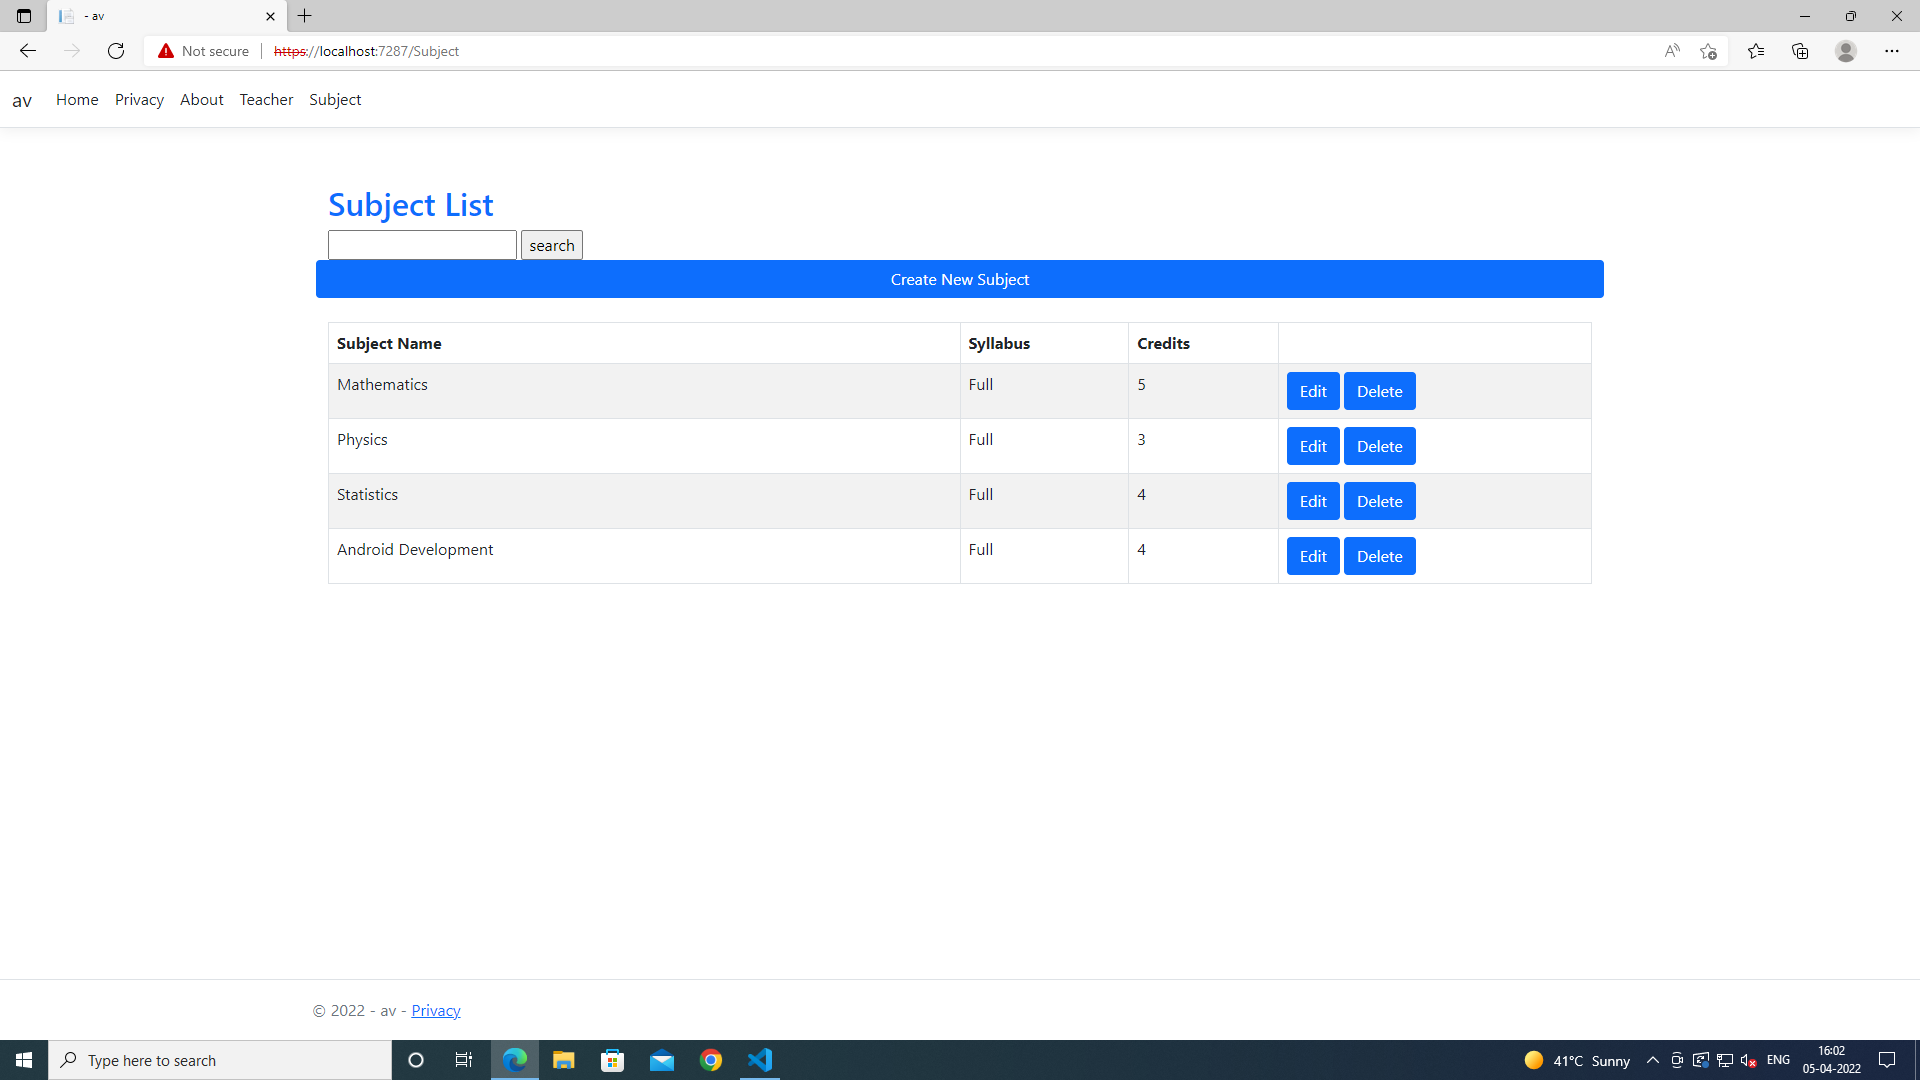 - av
Not secure https://localhost:7287/Subject
av Home Privacy About Teacher Subject
Subject List
search
Create New Subject
Subject Name Syllabus Credits
Mathematics Full 5 Edit Delete
Physics Full 3 Edit Delete
Statistics Full 4 Edit Delete
Android Development Full 4 Edit Delete
© 2022 - av - Privacy
Type here to search
41°C Sunny
ENG
16:02
05-04-2022